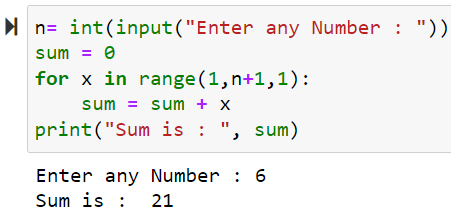 n= int(input("Enter any Number : "))
sum = 0
for x in range(1,n+1,1):
    sum = sum + x
print("Sum is : ", sum)
Enter any Number : 6
Sum is :  21